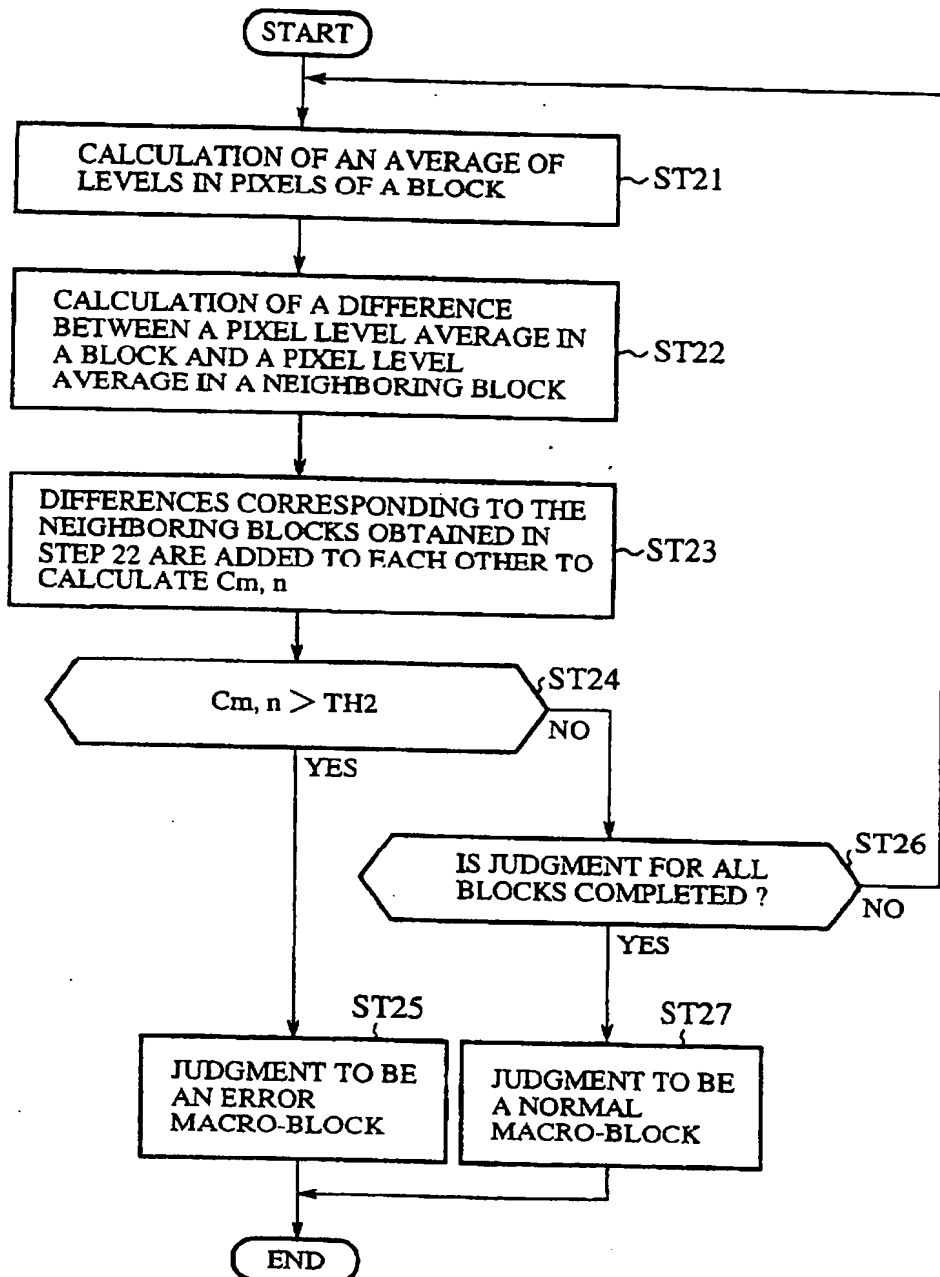 START
CALCULATION OF AN AVERAGE OF
LEVELS IN PIXELS OF A BLOCK
ST21
CALCULATION OF A DIFFERENCE
BETWEEN A PIXEL LEVEL AVERAGE IN
A BLOCK AND A PIXEL LEVEL
AVERAGE IN A NEIGHBORING BLOCK
ST22
DIFFERENCES CORRESPONDING TO THE
NEIGHBORING BLOCKS OBTAINED IN
STEP 22 ARE ADDED TO EACH OTHER TO
CALCULATE Cm, n
ST23
Cm, n > TH2
ST24
NO
YES
IS JUDGMENT FOR ALL
BLOCKS COMPLETED ?
ST26
NO
YES
ST25
JUDGMENT TO BE
AN ERROR
MACRO-BLOCK
ST27
JUDGMENT TO BE
A NORMAL
MACRO-BLOCK
END